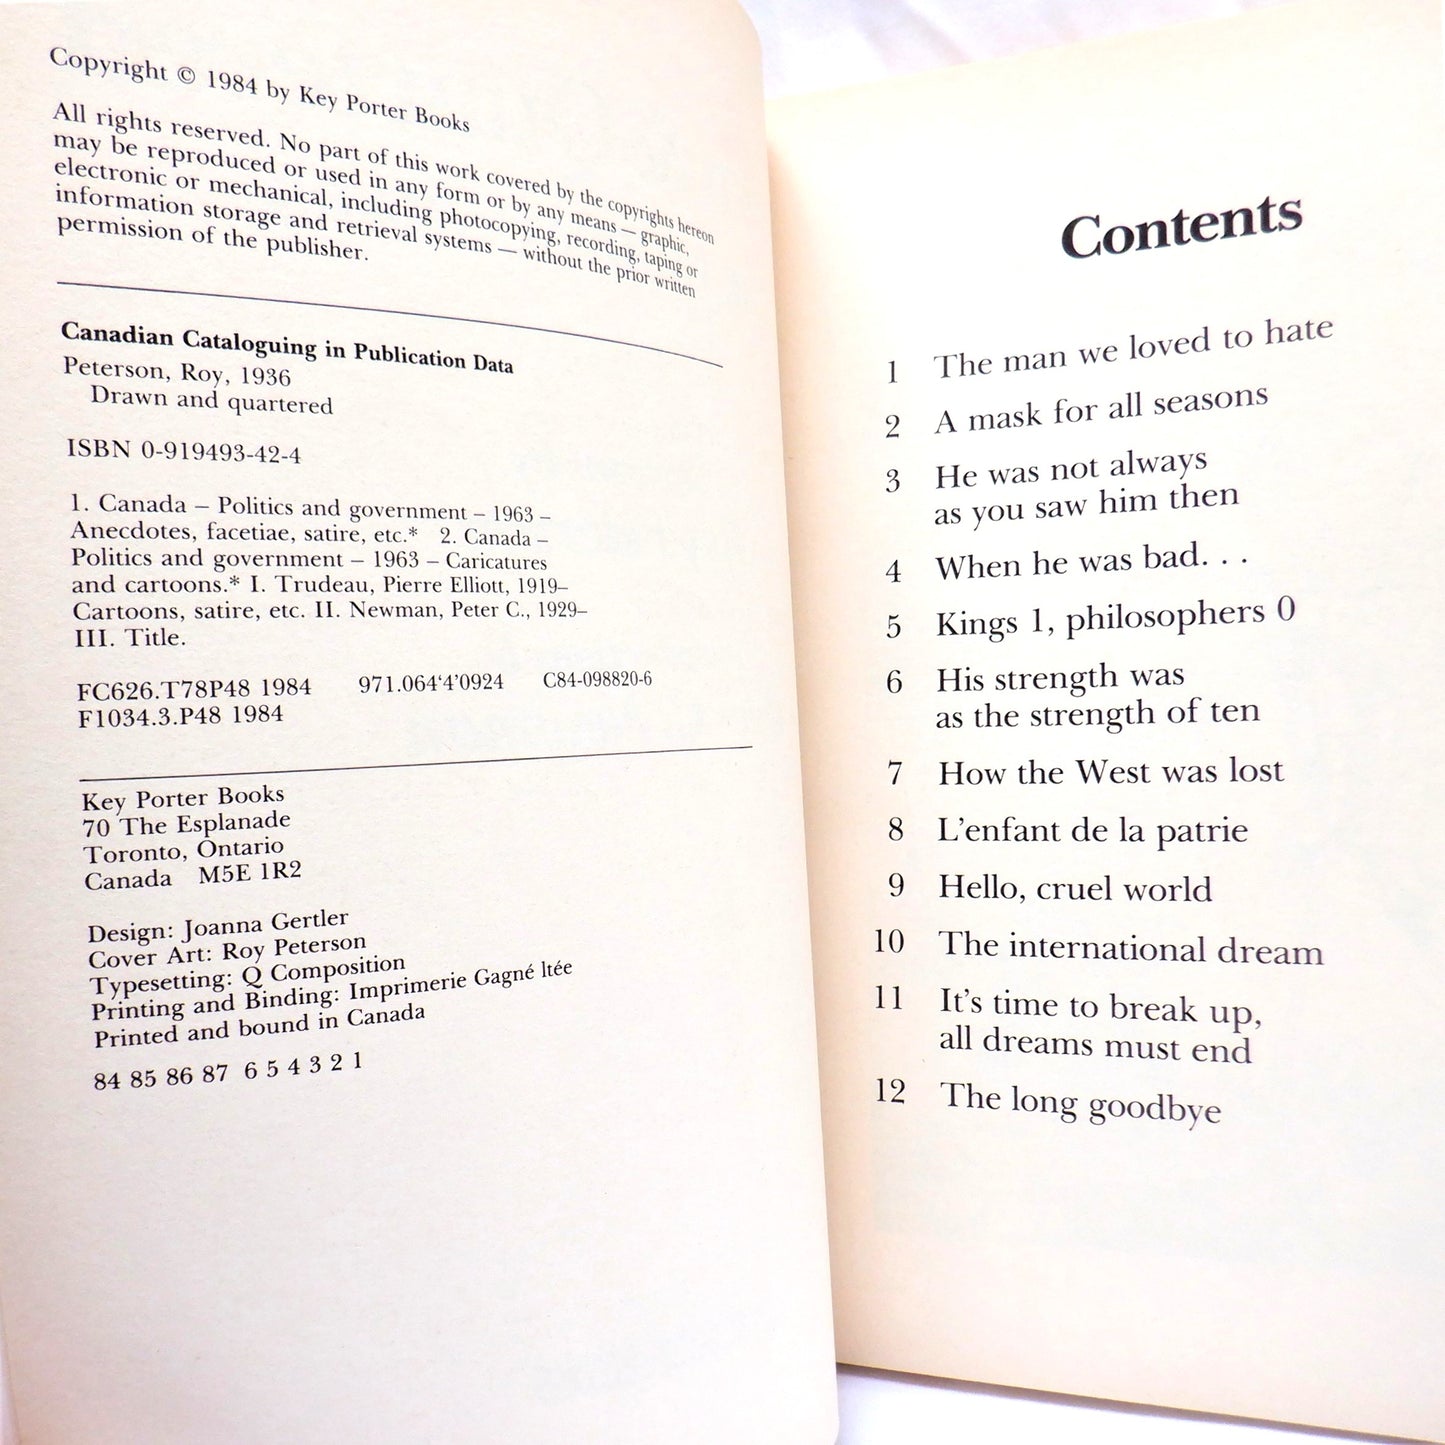 Copyright © 1984 by Key Porter Books
All rights reserved. No part of this work covered by the copyrights hereon
may be reproduced or used in any form or by any means — graphic,
electronic or mechanical, including photocopying, recording, taping or
information storage and retrieval systems — without the prior written
permission of the publisher.
Canadian Cataloguing in Publication Data
Peterson, Roy, 1936
Drawn and quartered
ISBN 0-919493-42-4
1. Canada – Politics and government – 1963 –
Anecdotes, facetiae, satire, etc.* 2. Canada –
Politics and government – 1963 – Caricatures
and cartoons.* I. Trudeau, Pierre Elliott, 1919–
Cartoons, satire, etc. II. Newman, Peter C., 1929–
III. Title.
FC626.T78P48 1984 971.064‘4’0924 C84-098820-6
F1034.3.P48 1984
Key Porter Books
70 The Esplanade
Toronto, Ontario
Canada M5E 1R2
Design: Joanna Gertler
Cover Art: Roy Peterson
Typesetting: Q Composition
Printing and Binding: Imprimerie Gagné ltée
Printed and bound in Canada
84 85 86 87 6 5 4 3 2 1
Contents
1 The man we loved to hate
2 A mask for all seasons
3 He was not always
as you saw him then
4 When he was bad. . .
5 Kings 1, philosophers 0
6 His strength was
as the strength of ten
7 How the West was lost
8 L’enfant de la patrie
9 Hello, cruel world
10 The international dream
11 It’s time to break up,
all dreams must end
12 The long goodbye